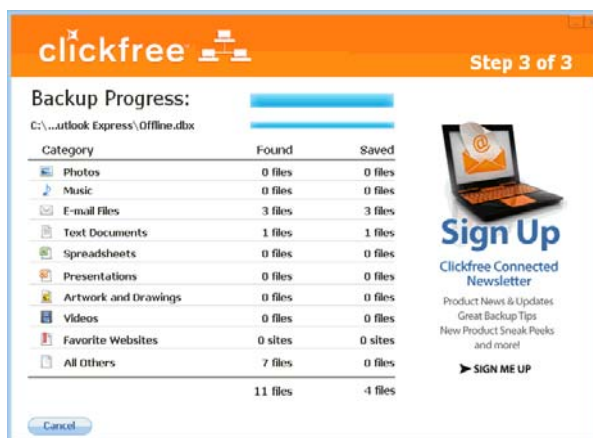 clickfree
Step 3 of 3
Backup Progress:
C:\...utlook Express\Offline.dbx
Category Found Saved
Photos 0 files 0 files
Music 0 files 0 files
E-mail Files 3 files 3 files
Text Documents 1 files 1 files
Spreadsheets 0 files 0 files
Presentations 0 files 0 files
Artwork and Drawings 0 files 0 files
Videos 0 files 0 files
Favorite Websites 0 sites 0 sites
All Others 7 files 0 files
11 files 4 files
@
Sign Up
Clickfree Connected
Newsletter
Product News & Updates
Great Backup Tips
New Product Sneak Peeks
and more!
➤ SIGN ME UP
Cancel